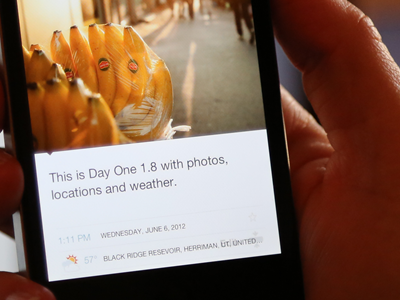 This is Day One 1.8 with photos,
locations and weather.
1:11 PM WEDNESDAY, JUNE 6, 2012
57° BLACK RIDGE RESEVOIR, HERRIMAN, UT, UNITED